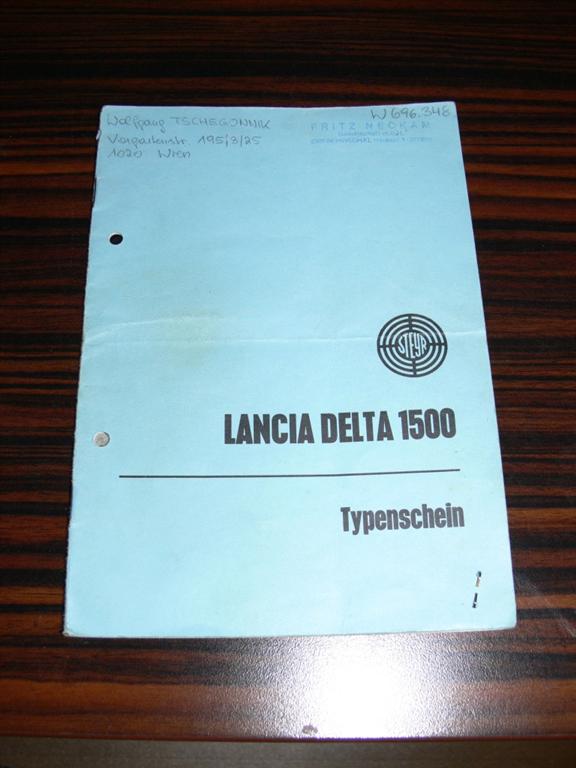 Wolfgang TSCHEGONNIK
Vorgartenstr. 195/3/25
1020 Wien
W 696.348
FRITZ NECKAM
STEYR
LANCIA DELTA 1500
Typenschein